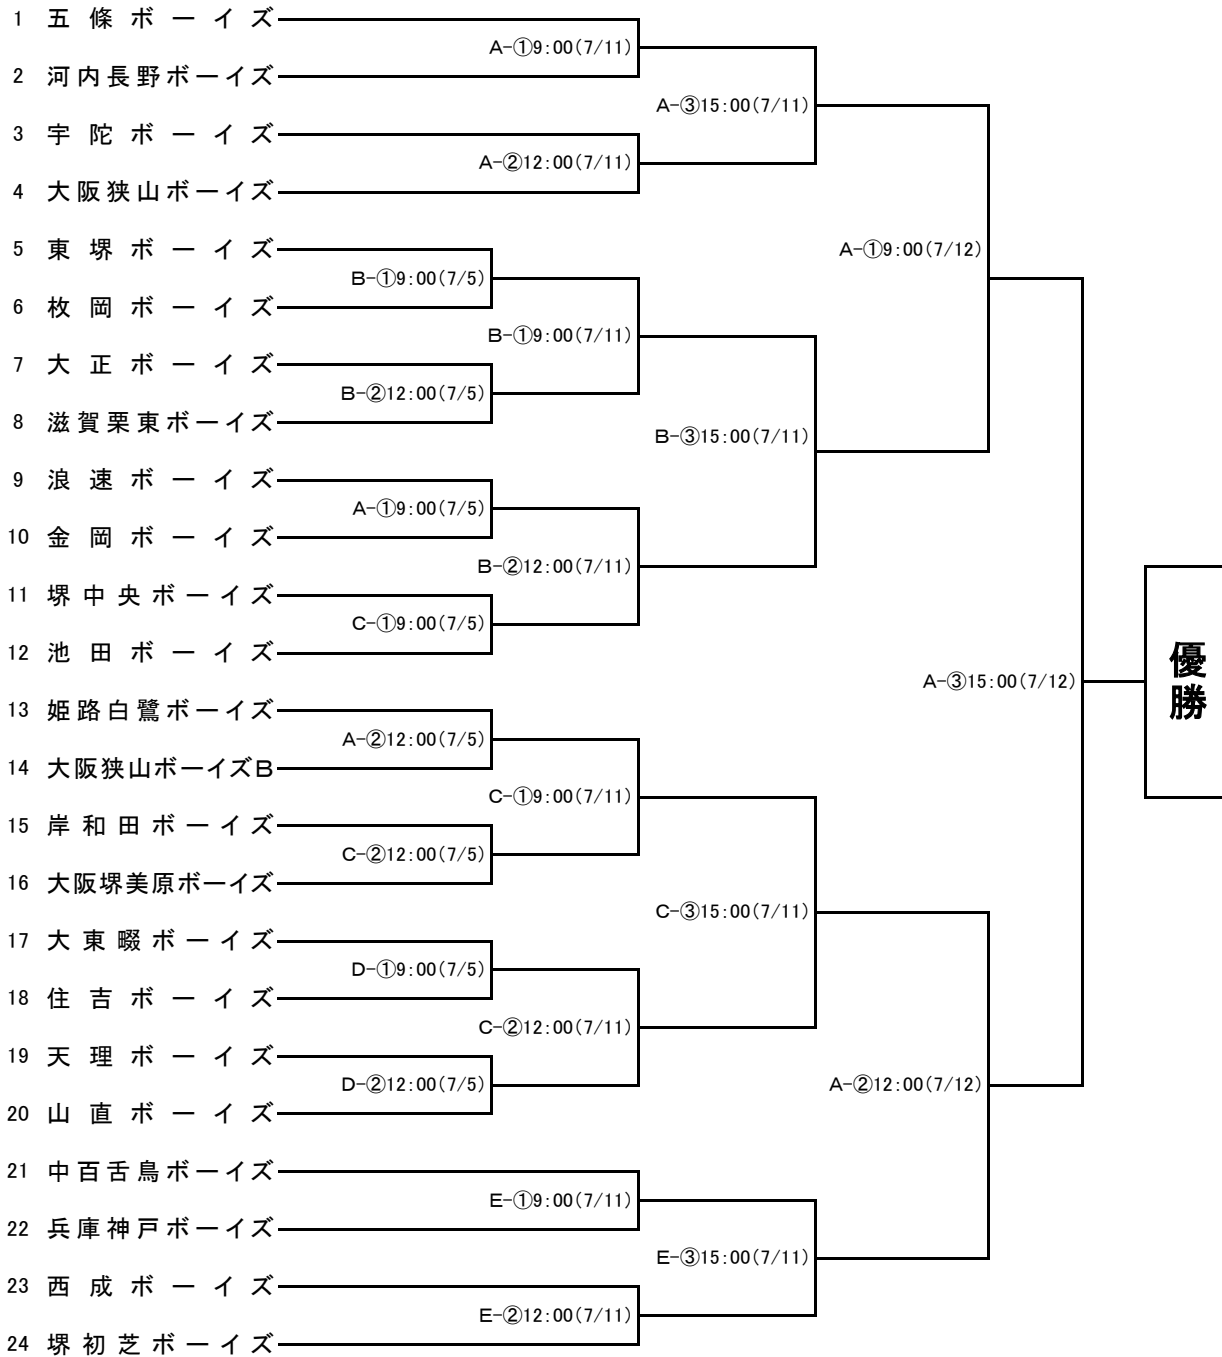 1 五條ボーイズ
A-①9:00(7/11)
2 河内長野ボーイズ
A-③15:00(7/11)
3 宇陀ボーイズ
A-②12:00(7/11)
4 大阪狭山ボーイズ
5 東堺ボーイズ
A-①9:00(7/12)
B-①9:00(7/5)
6 枚岡ボーイズ
B-①9:00(7/11)
7 大正ボーイズ
B-②12:00(7/5)
8 滋賀栗東ボーイズ
B-③15:00(7/11)
9 浪速ボーイズ
A-①9:00(7/5)
10 金岡ボーイズ
B-②12:00(7/11)
11 堺中央ボーイズ
C-①9:00(7/5)
12 池田ボーイズ
A-③15:00(7/12)
優勝
13 姫路白鷺ボーイズ
A-②12:00(7/5)
14 大阪狭山ボーイズB
C-①9:00(7/11)
15 岸和田ボーイズ
C-②12:00(7/5)
16 大阪堺美原ボーイズ
C-③15:00(7/11)
17 大東畷ボーイズ
D-①9:00(7/5)
18 住吉ボーイズ
C-②12:00(7/11)
19 天理ボーイズ
D-②12:00(7/5)
A-②12:00(7/12)
20 山直ボーイズ
21 中百舌鳥ボーイズ
E-①9:00(7/11)
22 兵庫神戸ボーイズ
E-③15:00(7/11)
23 西成ボーイズ
E-②12:00(7/11)
24 堺初芝ボーイズ